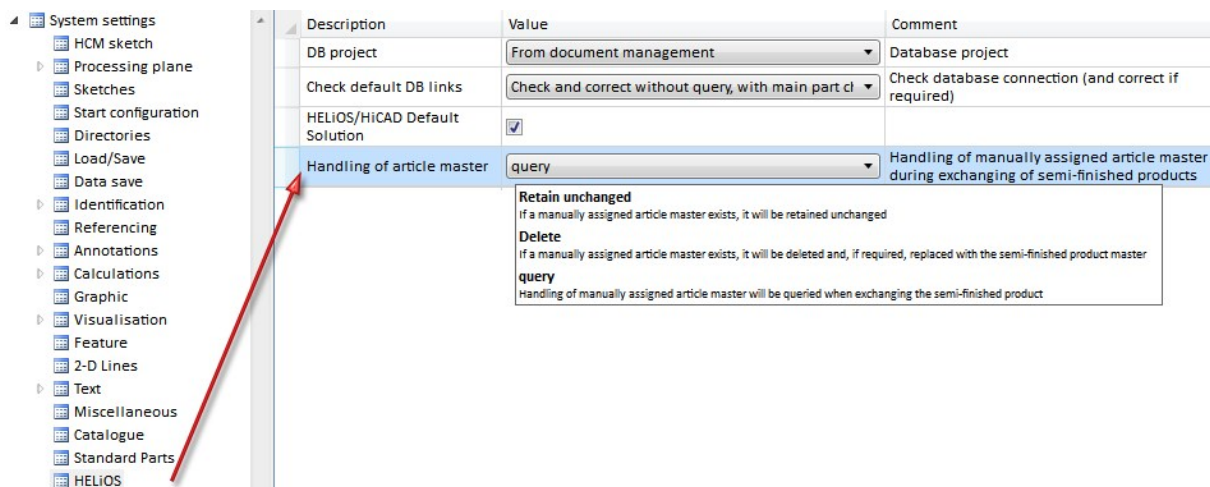 System settings
HCM sketch
Processing plane
Sketches
Start configuration
Directories
Load/Save
Data save
Identification
Referencing
Annotations
Calculations
Graphic
Visualisation
Feature
2-D Lines
Text
Miscellaneous
Catalogue
Standard Parts
HELiOS
Description Value Comment
DB project From document management Database project
Check default DB links Check and correct without query, with main part cl Check database connection (and correct if
required)
HELiOS/HiCAD Default
Solution
Handling of article master query Handling of manually assigned article master
during exchanging of semi-finished products
Retain unchanged
If a manually assigned article master exists, it will be retained unchanged
Delete
If a manually assigned article master exists, it will be deleted and, if required, replaced with the semi-finished product master
query
Handling of manually assigned article master will be queried when exchanging the semi-finished product